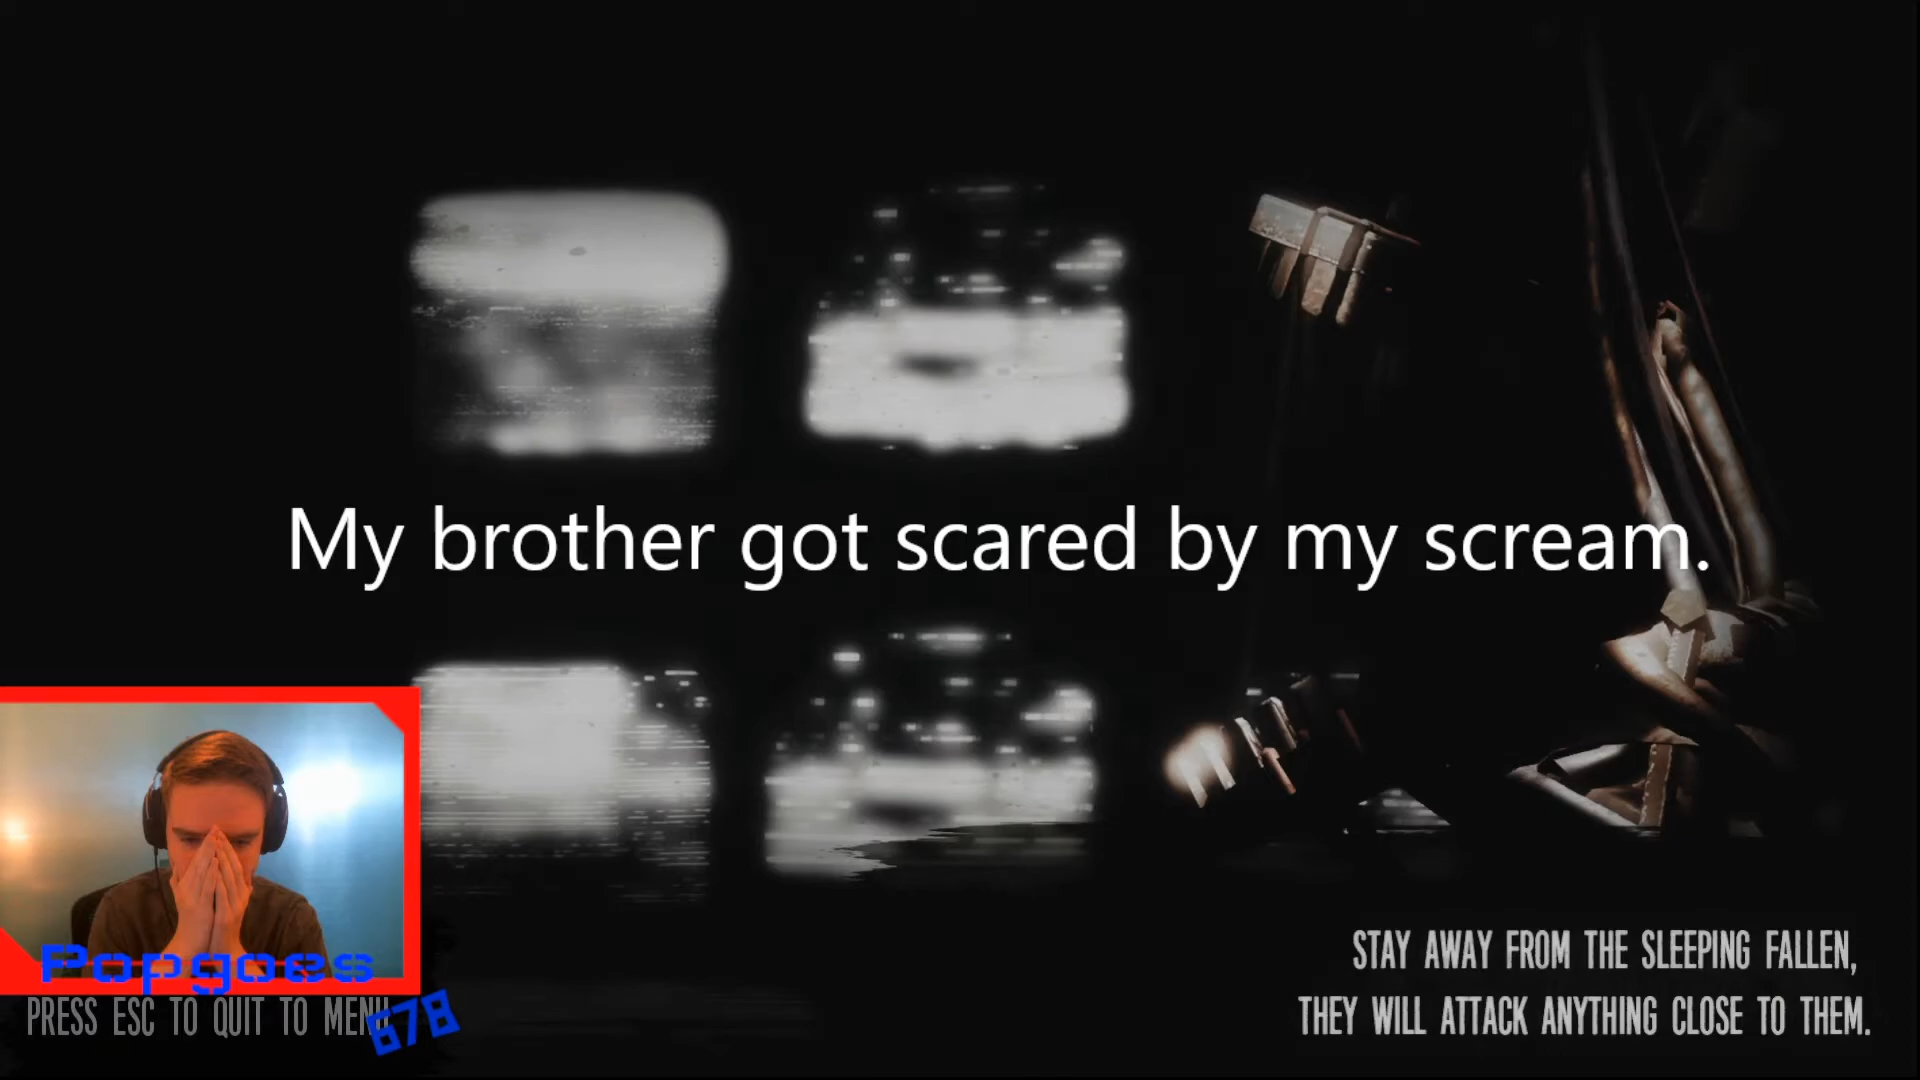 My brother got scared by my scream.
Popgoes
678
PRESS ESC TO QUIT TO MENU
STAY AWAY FROM THE SLEEPING FALLEN,
THEY WILL ATTACK ANYTHING CLOSE TO THEM.